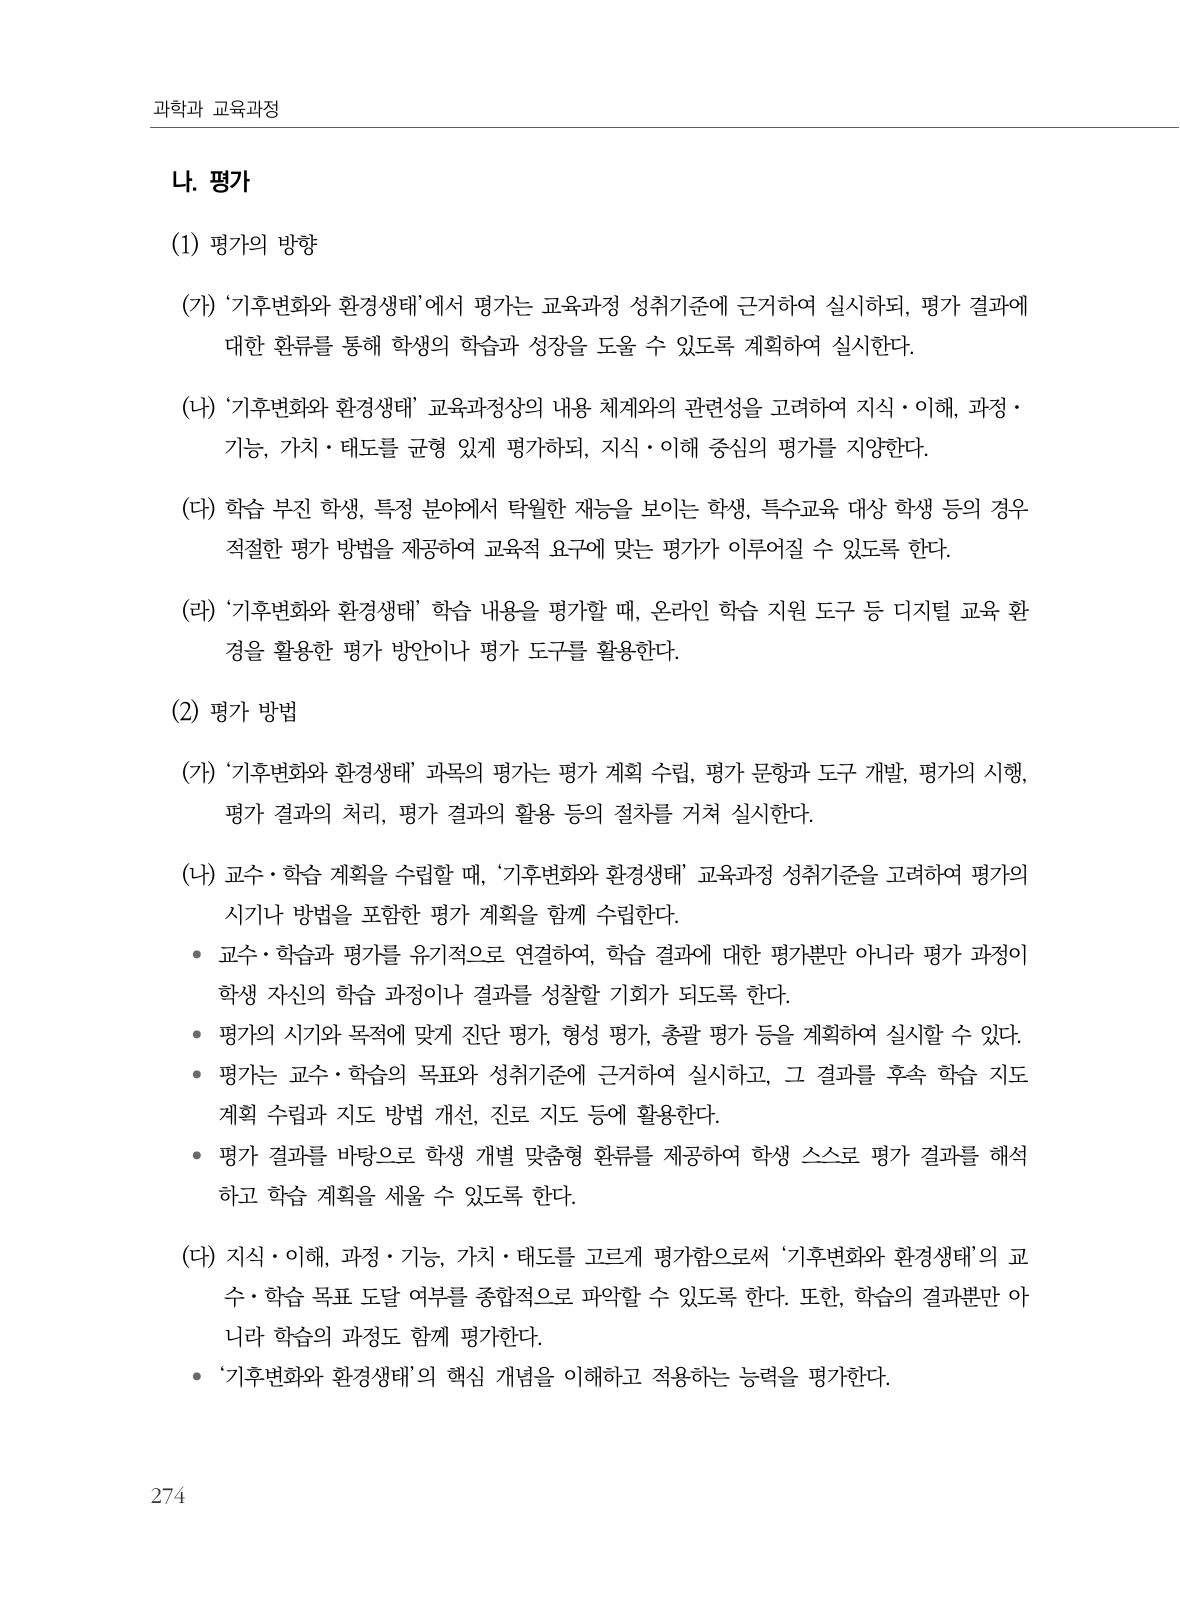 과학과 교육과정
나. 평가
(1) 평가의 방향
(가) ‘기후변화와 환경생태’에서 평가는 교육과정 성취기준에 근거하여 실시하되, 평가 결과에
대한 환류를 통해 학생의 학습과 성장을 도울 수 있도록 계획하여 실시한다.
(나) ‘기후변화와 환경생태’ 교육과정상의 내용 체계와의 관련성을 고려하여 지식・이해, 과정・
기능, 가치・태도를 균형 있게 평가하되, 지식・이해 중심의 평가를 지양한다.
(다) 학습 부진 학생, 특정 분야에서 탁월한 재능을 보이는 학생, 특수교육 대상 학생 등의 경우
적절한 평가 방법을 제공하여 교육적 요구에 맞는 평가가 이루어질 수 있도록 한다.
(라) ‘기후변화와 환경생태’ 학습 내용을 평가할 때, 온라인 학습 지원 도구 등 디지털 교육 환
경을 활용한 평가 방안이나 평가 도구를 활용한다.
(2) 평가 방법
(가) ‘기후변화와 환경생태’ 과목의 평가는 평가 계획 수립, 평가 문항과 도구 개발, 평가의 시행,
평가 결과의 처리, 평가 결과의 활용 등의 절차를 거쳐 실시한다.
(나) 교수・학습 계획을 수립할 때, ‘기후변화와 환경생태’ 교육과정 성취기준을 고려하여 평가의
시기나 방법을 포함한 평가 계획을 함께 수립한다.
• 교수・학습과 평가를 유기적으로 연결하여, 학습 결과에 대한 평가뿐만 아니라 평가 과정이
학생 자신의 학습 과정이나 결과를 성찰할 기회가 되도록 한다.
• 평가의 시기와 목적에 맞게 진단 평가, 형성 평가, 총괄 평가 등을 계획하여 실시할 수 있다.
• 평가는 교수・학습의 목표와 성취기준에 근거하여 실시하고, 그 결과를 후속 학습 지도
계획 수립과 지도 방법 개선, 진로 지도 등에 활용한다.
• 평가 결과를 바탕으로 학생 개별 맞춤형 환류를 제공하여 학생 스스로 평가 결과를 해석
하고 학습 계획을 세울 수 있도록 한다.
(다) 지식・이해, 과정・기능, 가치・태도를 고르게 평가함으로써 ‘기후변화와 환경생태’의 교
수・학습 목표 도달 여부를 종합적으로 파악할 수 있도록 한다. 또한, 학습의 결과뿐만 아
니라 학습의 과정도 함께 평가한다.
• ‘기후변화와 환경생태’의 핵심 개념을 이해하고 적용하는 능력을 평가한다.
274